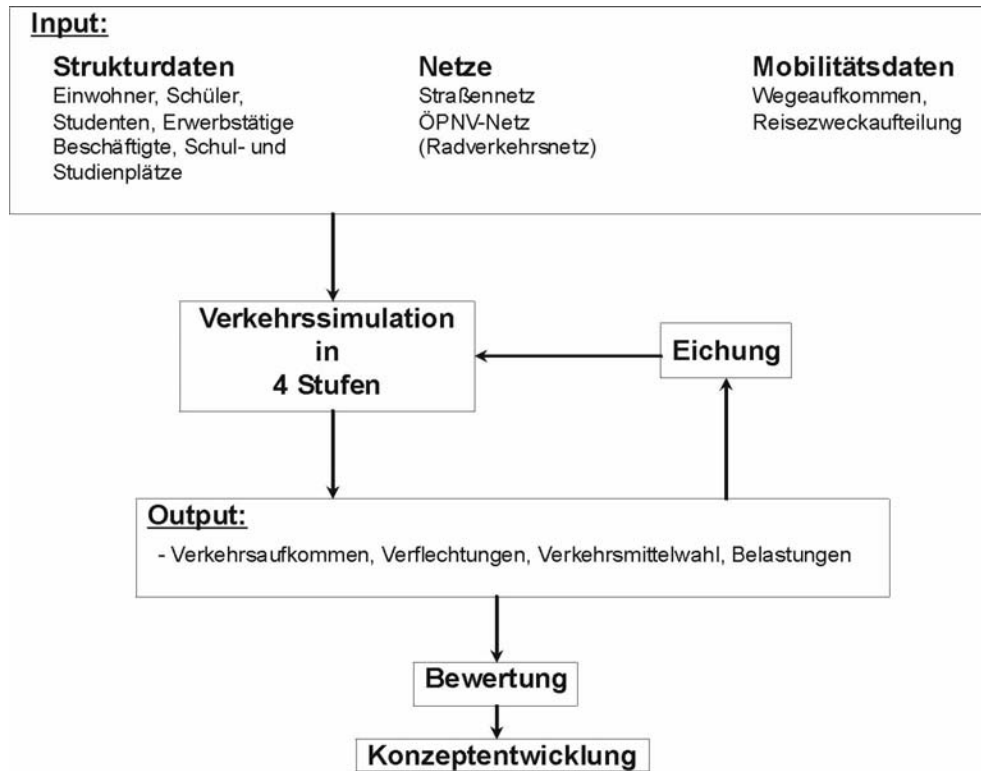 Input:
Strukturdaten
Einwohner, Schüler,
Studenten, Erwerbstätige
Beschäftigte, Schul- und
Studienplätze
Netze
Straßennetz
ÖPNV-Netz
(Radverkehrsnetz)
Mobilitätsdaten
Wegeaufkommen,
Reisezweckaufteilung
Verkehrssimulation
in
4 Stufen
Eichung
Output:
- Verkehrsaufkommen, Verflechtungen, Verkehrsmittelwahl, Belastungen
Bewertung
Konzeptentwicklung